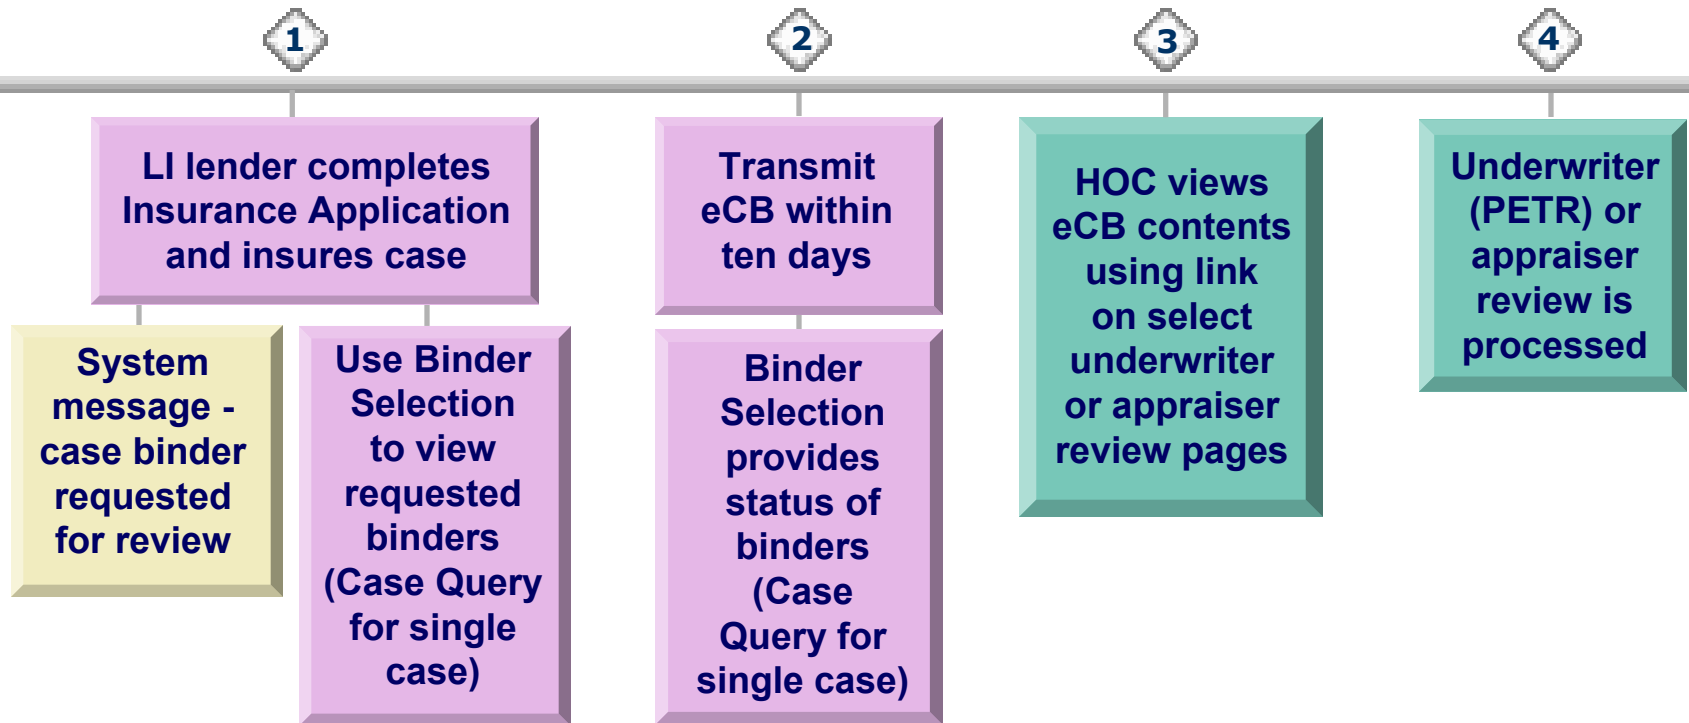 1
2
3
4
LI lender completes
Insurance Application
and insures case
System
message -
case binder
requested
for review
Use Binder
Selection
to view
requested
binders
(Case Query
for single
case)
Transmit
eCB within
ten days
Binder
Selection
provides
status of
binders
(Case
Query for
single case)
HOC views
eCB contents
using link
on select
underwriter
or appraiser
review pages
Underwriter
(PETR) or
appraiser
review is
processed